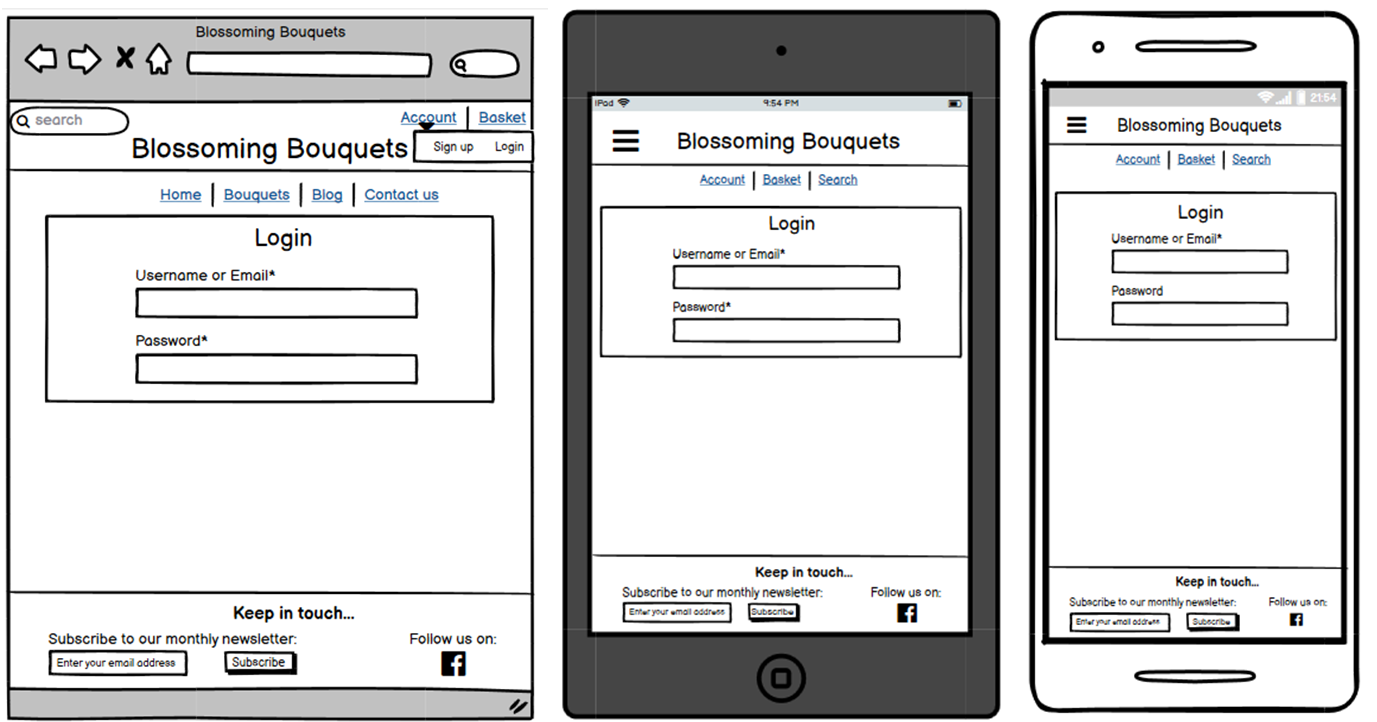 Blossoming Bouquets
search
Account Basket
Sign up Login
Blossoming Bouquets
Home Bouquets Blog Contact us
Login
Username or Email*
Password*
Keep in touch...
Subscribe to our monthly newsletter: Follow us on:
Enter your email address Subscribe
iPad 9:54 PM
Blossoming Bouquets
Account Basket Search
Login
Username or Email*
Password*
Keep in touch...
Subscribe to our monthly newsletter: Follow us on:
Enter your email address Subscribe
21:54
Blossoming Bouquets
Account Basket Search
Login
Username or Email*
Password
Keep in touch...
Subscribe to our monthly newsletter: Follow us on:
Enter your email address Subscribe